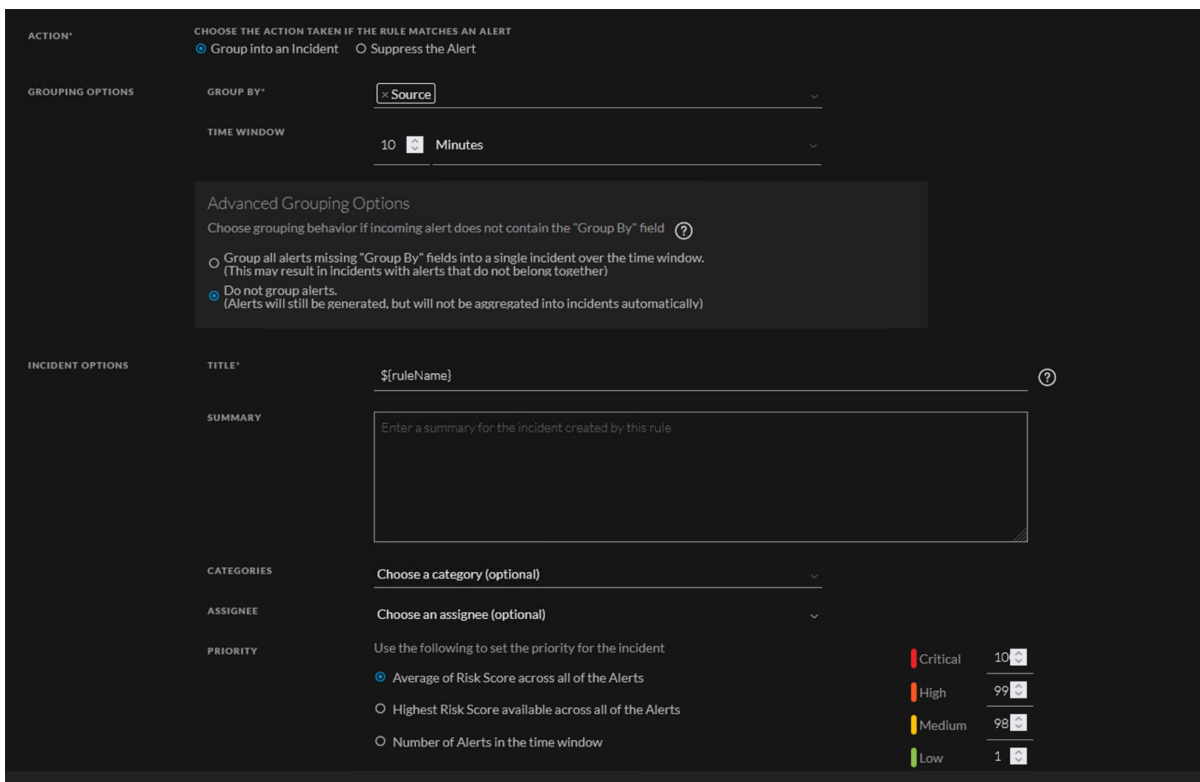 ACTION*
CHOOSE THE ACTION TAKEN IF THE RULE MATCHES AN ALERT
Group into an Incident Suppress the Alert
GROUPING OPTIONS
GROUP BY*
× Source
TIME WINDOW
10 Minutes
Advanced Grouping Options
Choose grouping behavior if incoming alert does not contain the "Group By" field ?
Group all alerts missing "Group By" fields into a single incident over the time window.
(This may result in incidents with alerts that do not belong together)
Do not group alerts.
(Alerts will still be generated, but will not be aggregated into incidents automatically)
INCIDENT OPTIONS
TITLE*
${ruleName}
?
SUMMARY
Enter a summary for the incident created by this rule
CATEGORIES
Choose a category (optional)
ASSIGNEE
Choose an assignee (optional)
PRIORITY
Use the following to set the priority for the incident
Average of Risk Score across all of the Alerts
Highest Risk Score available across all of the Alerts
Number of Alerts in the time window
Critical 10
High 99
Medium 98
Low 1